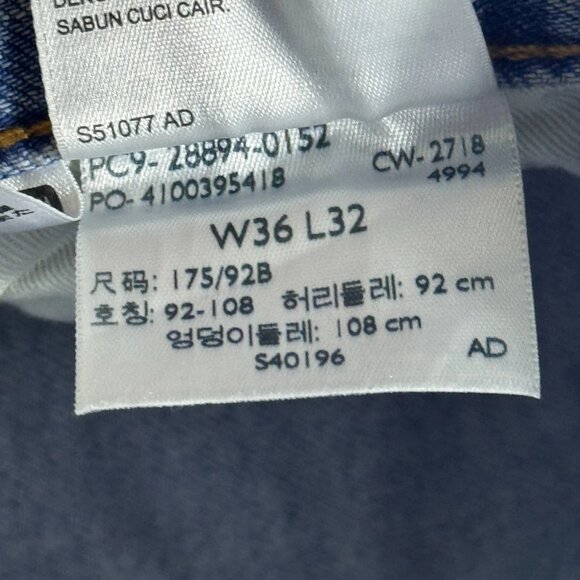 SABUN CUCI CAIR.
S51077 AD
PC9- 28894-0152
PO- 4100395418
CW- 2718
4994
W36 L32
尺码: 175/92B
호칭: 92-108 허리둘레: 92 cm
엉덩이둘레: 108 cm
S40196
AD